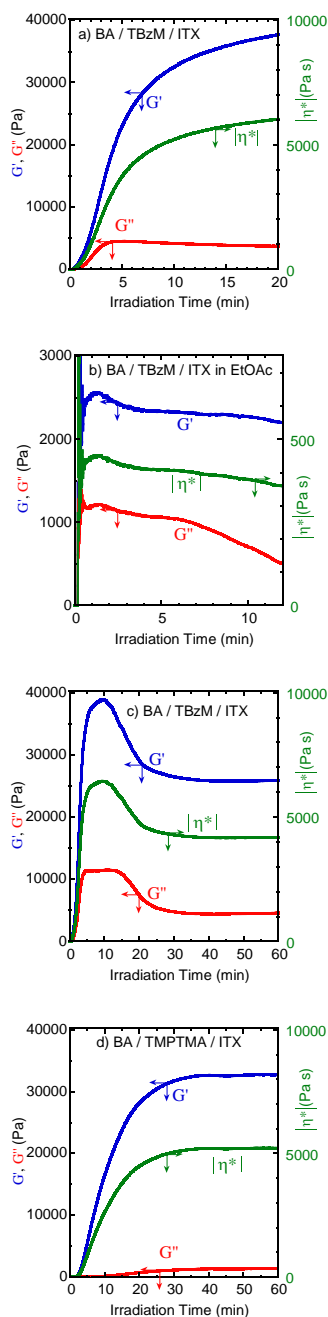 a) BA / TBzM / ITX
40000
30000
20000
10000
0
10000
5000
0
G', G'' (Pa)
|η*|(Pa s)
G'
|η*|
G''
0 5 10 15 20
Irradiation Time (min)
b) BA / TBzM / ITX in EtOAc
3000
2000
1000
0
500
0
G', G'' (Pa)
|η*|(Pa s)
G'
|η*|
G''
0 5 10
Irradiation Time (min)
c) BA / TBzM / ITX
40000
30000
20000
10000
0
10000
5000
0
G', G'' (Pa)
|η*|(Pa s)
G'
|η*|
G''
0 10 20 30 40 50 60
Irradiation Time (min)
d) BA / TMPTMA / ITX
40000
30000
20000
10000
0
10000
5000
0
G', G'' (Pa)
|η*|(Pa s)
G'
|η*|
G''
0 10 20 30 40 50 60
Irradiation Time (min)